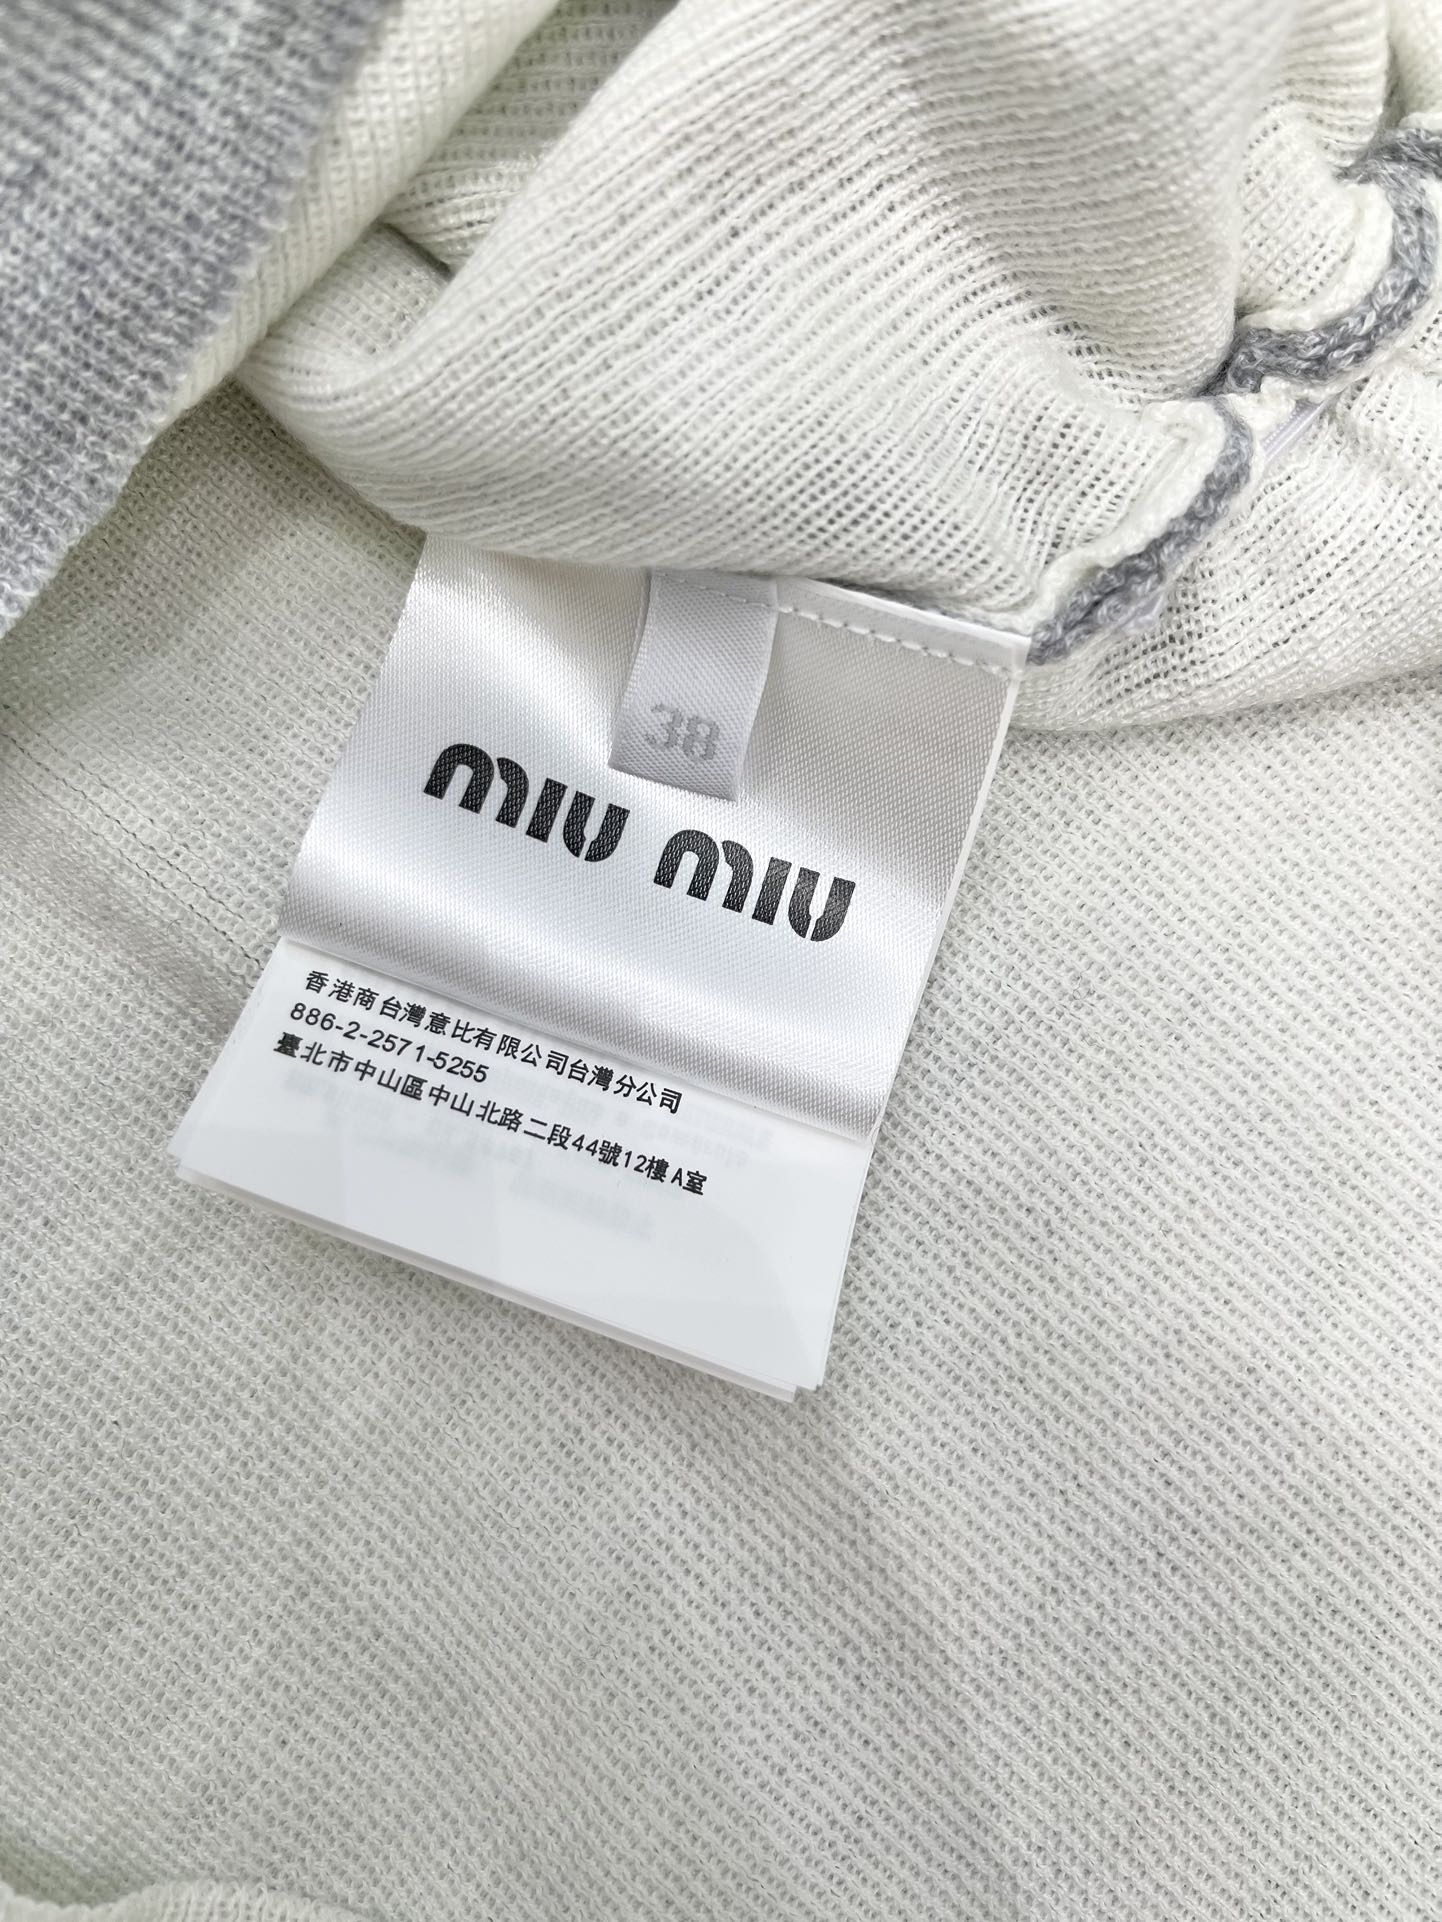 38
miu miu
香港商台灣意比有限公司台灣分公司
886-2-2571-5255
臺北市中山區中山北路二段44號12樓A室